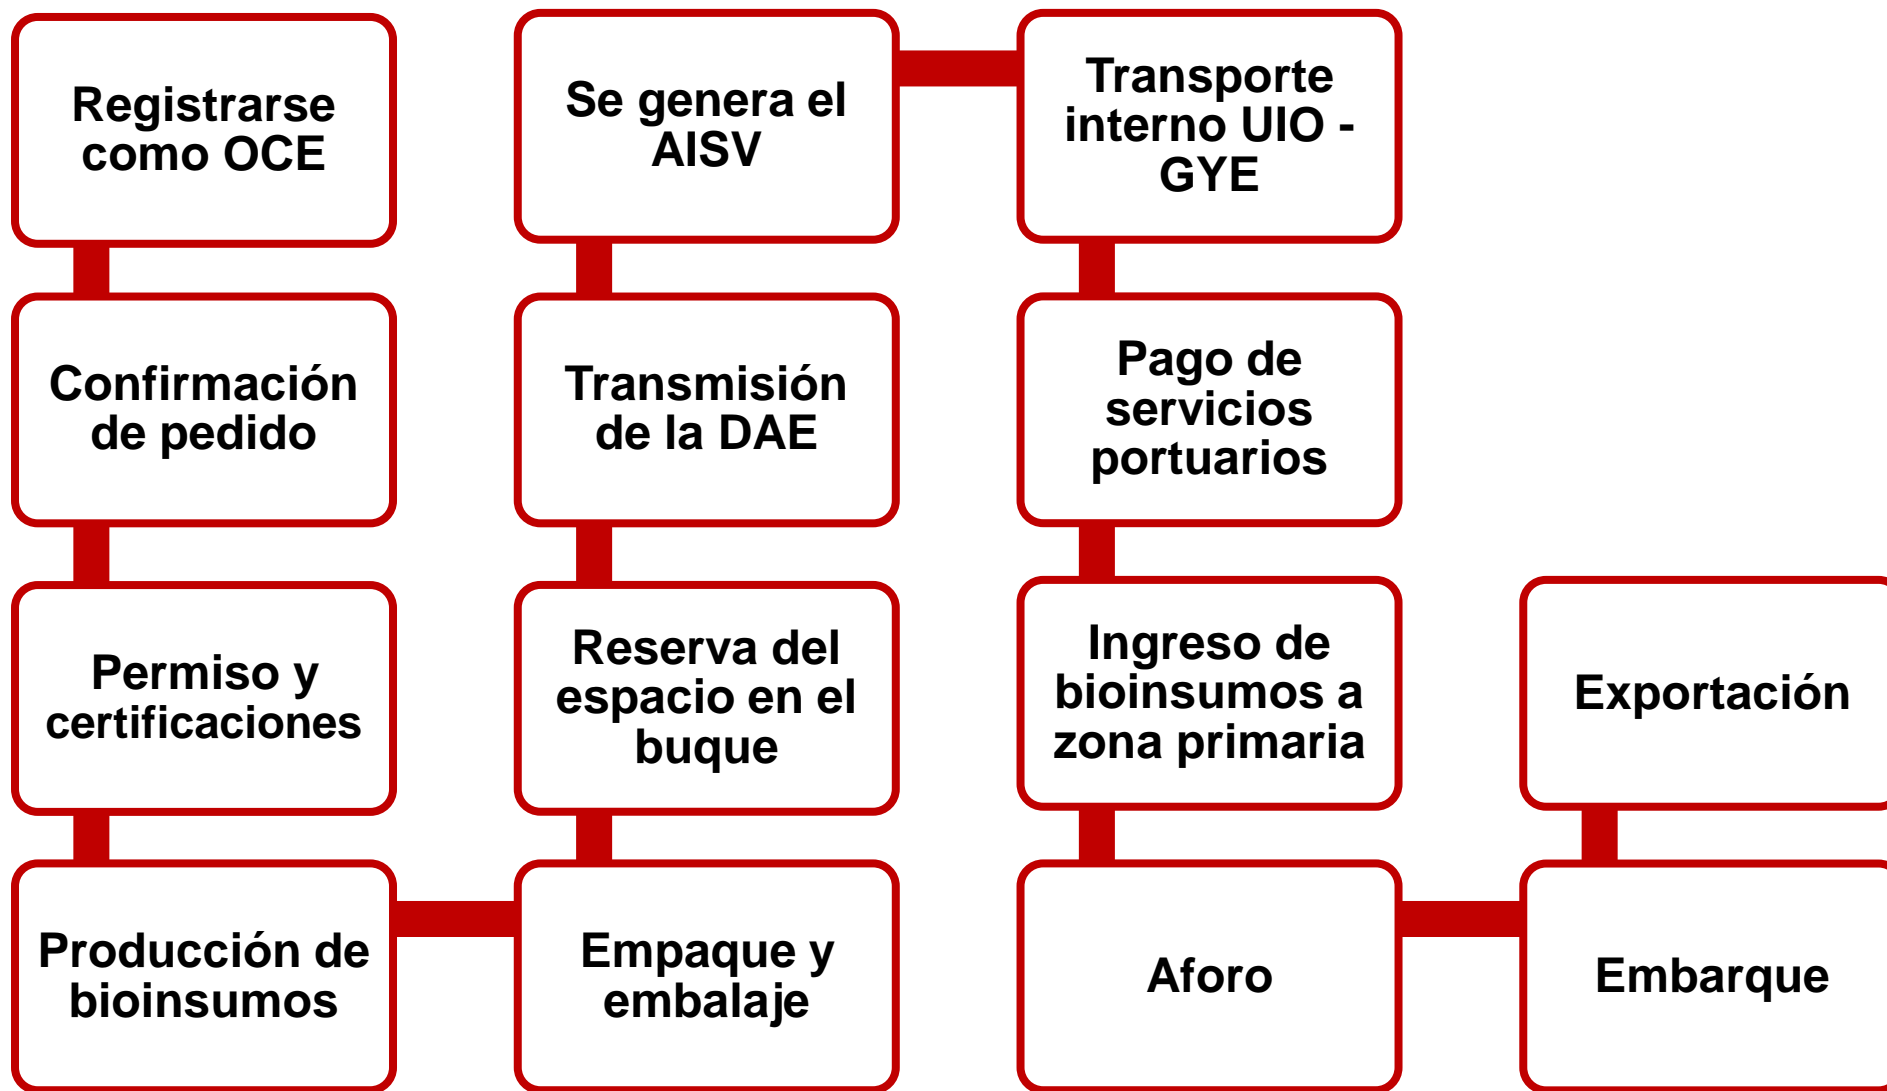 Registrarse
como OCE
Confirmación
de pedido
Permiso y
certificaciones
Producción de
bioinsumos
Empaque y
embalaje
Reserva del
espacio en el
buque
Transmisión
de la DAE
Se genera el
AISV
Transporte
interno UIO -
GYE
Pago de
servicios
portuarios
Ingreso de
bioinsumos a
zona primaria
Aforo
Embarque
Exportación